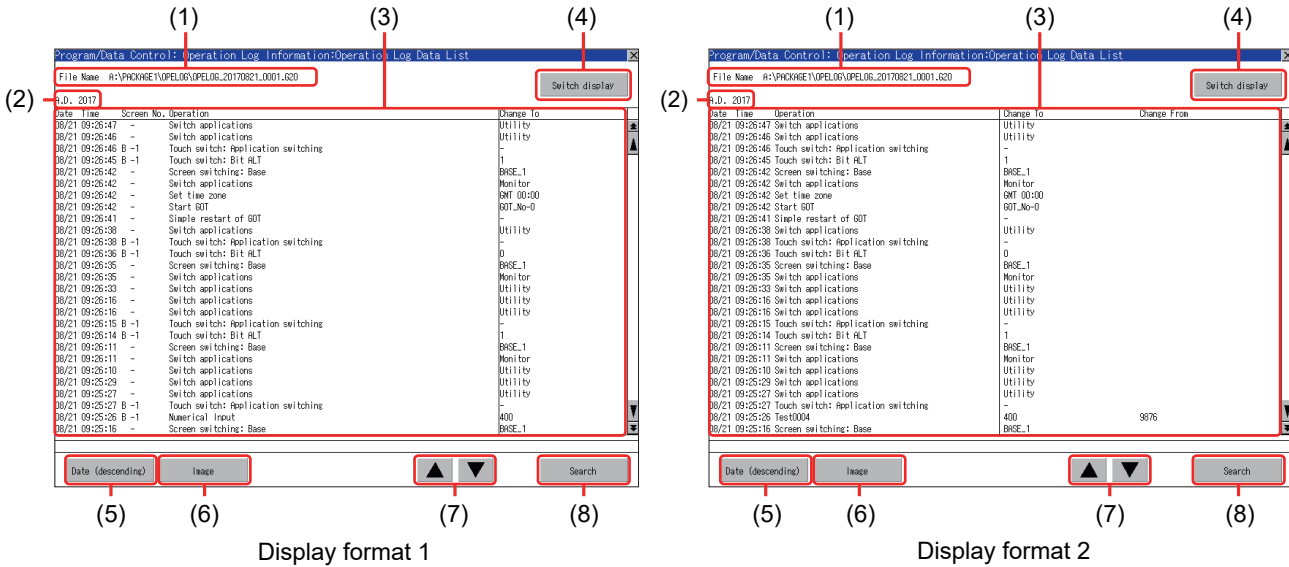 (1) (3) (4)
Program/Data Control: Operation Log Information:Operation Log Data List
File Name A:\PACKAGE1\OPELOG\OPELOG_20170821_0001.G2O
Switch display
(2)
A.D. 2017
Date Time Screen No. Operation Change To
08/21 09:26:47 - Switch applications Utility
08/21 09:26:46 - Switch applications Utility
08/21 09:26:46 B -1 Touch switch: Application switching -
08/21 09:26:45 B -1 Touch switch: Bit ALT 1
08/21 09:26:42 - Screen switching: Base BASE_1
08/21 09:26:42 - Switch applications Monitor
08/21 09:26:42 - Set time zone GMT 00:00
08/21 09:26:42 - Start GOT GOT_No-0
08/21 09:26:41 - Simple restart of GOT -
08/21 09:26:38 - Switch applications Utility
08/21 09:26:38 B -1 Touch switch: Application switching -
08/21 09:26:36 B -1 Touch switch: Bit ALT 0
08/21 09:26:35 - Screen switching: Base BASE_1
08/21 09:26:35 - Switch applications Monitor
08/21 09:26:33 - Switch applications Utility
08/21 09:26:16 - Switch applications Utility
08/21 09:26:16 - Switch applications Utility
08/21 09:26:15 B -1 Touch switch: Application switching -
08/21 09:26:14 B -1 Touch switch: Bit ALT 1
08/21 09:26:11 - Screen switching: Base BASE_1
08/21 09:26:11 - Switch applications Monitor
08/21 09:26:10 - Switch applications Utility
08/21 09:25:29 - Switch applications Utility
08/21 09:25:27 - Switch applications Utility
08/21 09:25:27 B -1 Touch switch: Application switching -
08/21 09:25:26 B -1 Numerical Input 400
08/21 09:25:16 - Screen switching: Base BASE_1
Date (descending) Image Search
(5) (6) (7) (8)
Display format 1
(1) (3) (4)
Program/Data Control: Operation Log Information:Operation Log Data List
File Name A:\PACKAGE1\OPELOG\OPELOG_20170821_0001.G2O
Switch display
(2)
A.D. 2017
Date Time Operation Change To Change From
08/21 09:26:47 Switch applications Utility
08/21 09:26:46 Switch applications Utility
08/21 09:26:46 Touch switch: Application switching -
08/21 09:26:45 Touch switch: Bit ALT 1
08/21 09:26:42 Screen switching: Base BASE_1
08/21 09:26:42 Switch applications Monitor
08/21 09:26:42 Set time zone GMT 00:00
08/21 09:26:42 Start GOT GOT_No-0
08/21 09:26:41 Simple restart of GOT -
08/21 09:26:38 Switch applications Utility
08/21 09:26:38 Touch switch: Application switching -
08/21 09:26:36 Touch switch: Bit ALT 0
08/21 09:26:35 Screen switching: Base BASE_1
08/21 09:26:35 Switch applications Monitor
08/21 09:26:33 Switch applications Utility
08/21 09:26:16 Switch applications Utility
08/21 09:26:16 Switch applications Utility
08/21 09:26:15 Touch switch: Application switching -
08/21 09:26:14 Touch switch: Bit ALT 1
08/21 09:26:11 Screen switching: Base BASE_1
08/21 09:26:11 Switch applications Monitor
08/21 09:26:10 Switch applications Utility
08/21 09:25:29 Switch applications Utility
08/21 09:25:27 Switch applications Utility
08/21 09:25:27 Touch switch: Application switching -
08/21 09:25:26 Test0004 400 9876
08/21 09:25:16 Screen switching: Base BASE_1
Date (descending) Image Search
(5) (6) (7) (8)
Display format 2